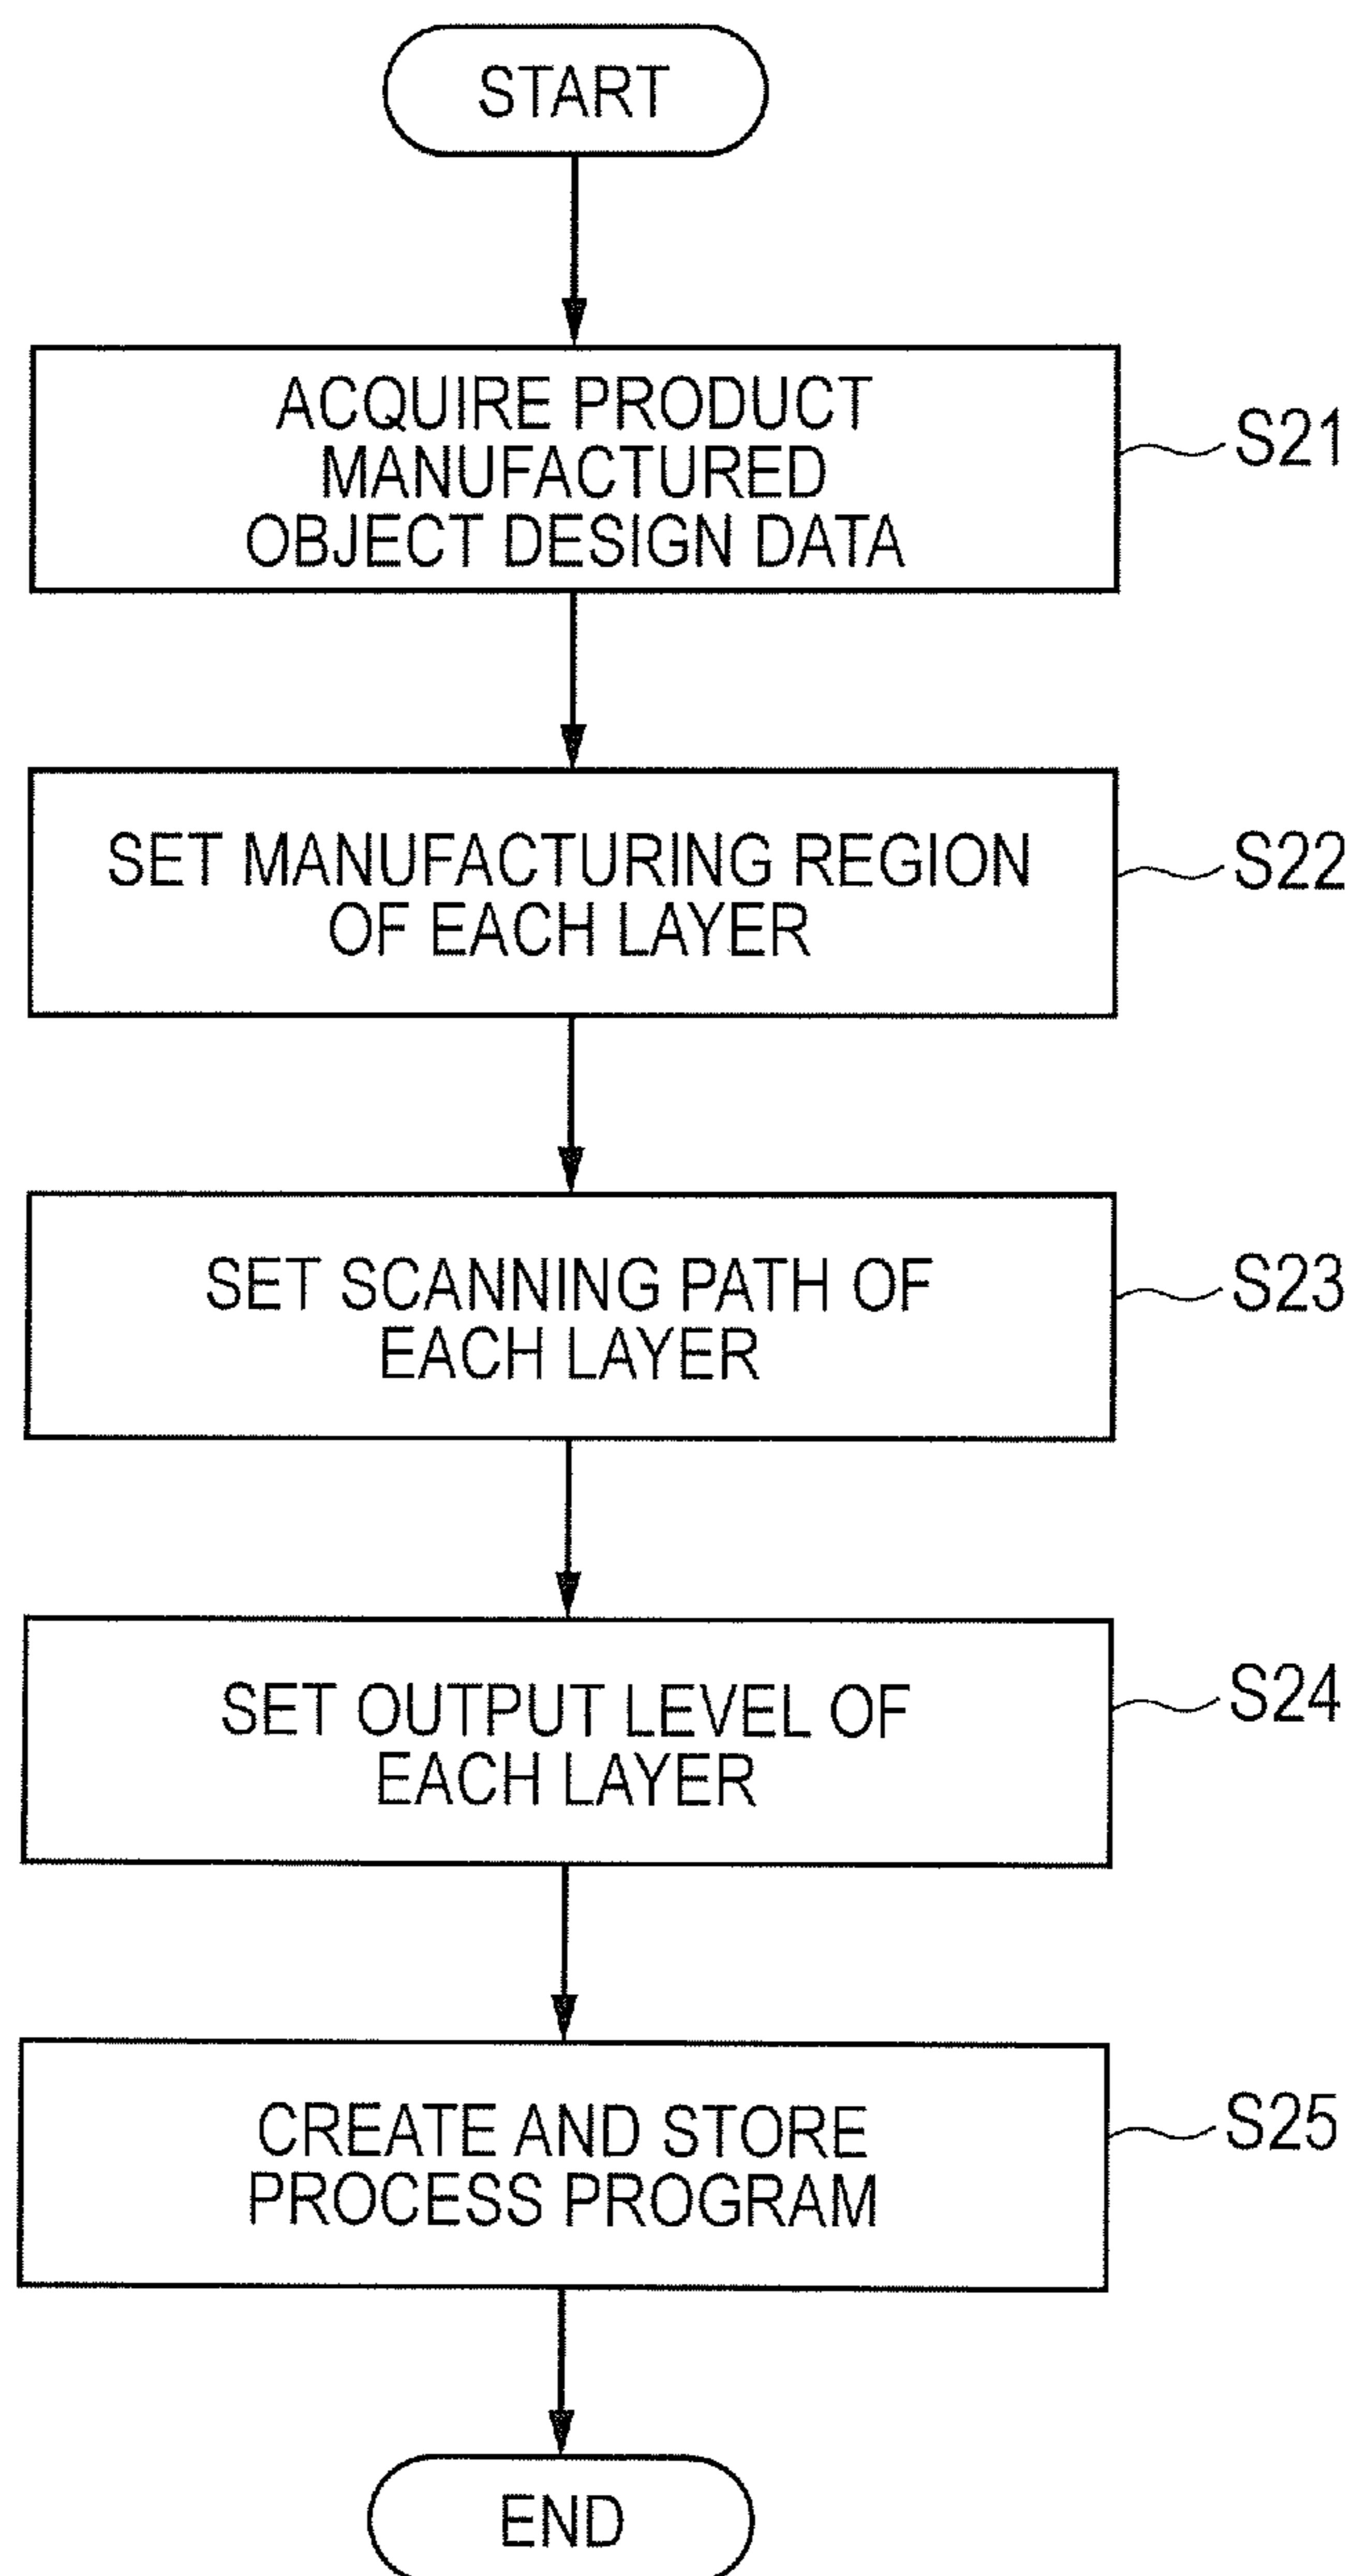 START
ACQUIRE PRODUCT
MANUFACTURED
OBJECT DESIGN DATA
S21
SET MANUFACTURING REGION
OF EACH LAYER
S22
SET SCANNING PATH OF
EACH LAYER
S23
SET OUTPUT LEVEL OF
EACH LAYER
S24
CREATE AND STORE
PROCESS PROGRAM
S25
END